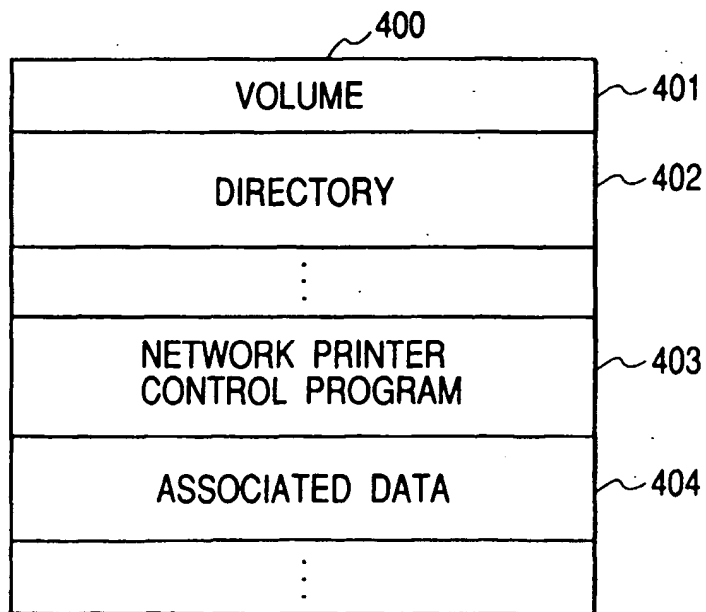 400
VOLUME
401
DIRECTORY
402
NETWORK PRINTER
CONTROL PROGRAM
403
ASSOCIATED DATA
404